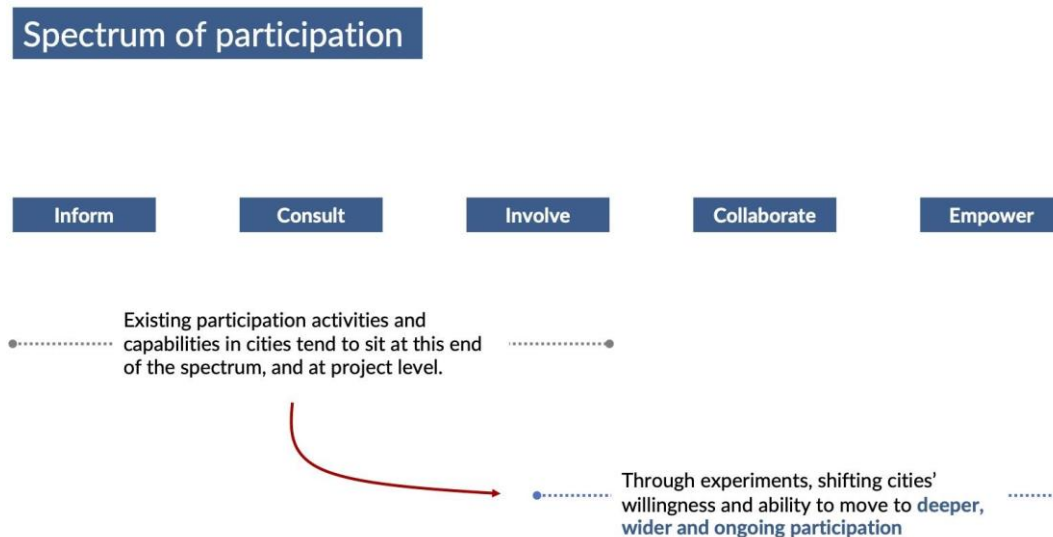 Spectrum of participation
Inform
Consult
Involve
Collaborate
Empower
Existing participation activities and
capabilities in cities tend to sit at this end
of the spectrum, and at project level.
Through experiments, shifting cities’
willingness and ability to move to deeper,
wider and ongoing participation